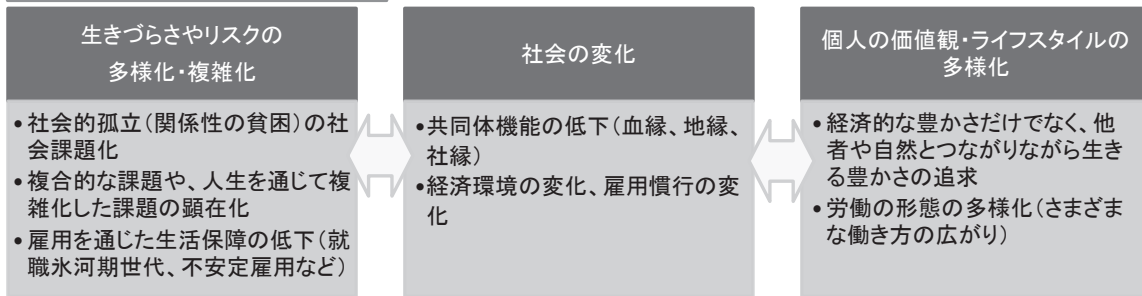 生きづらさやリスクの
多様化・複雑化
•社会的孤立(関係性の貧困)の社
会課題化
•複合的な課題や、人生を通じて複
雑化した課題の顕在化
•雇用を通じた生活保障の低下(就
職氷河期世代、不安定雇用など)
社会の変化
•共同体機能の低下(血縁、地縁、
社縁)
•経済環境の変化、雇用慣行の変
化
個人の価値観・ライフスタイルの
多様化
•経済的な豊かさだけでなく、他
者や自然とつながりながら生き
る豊かさの追求
•労働の形態の多様化(さまざま
な働き方の広がり)